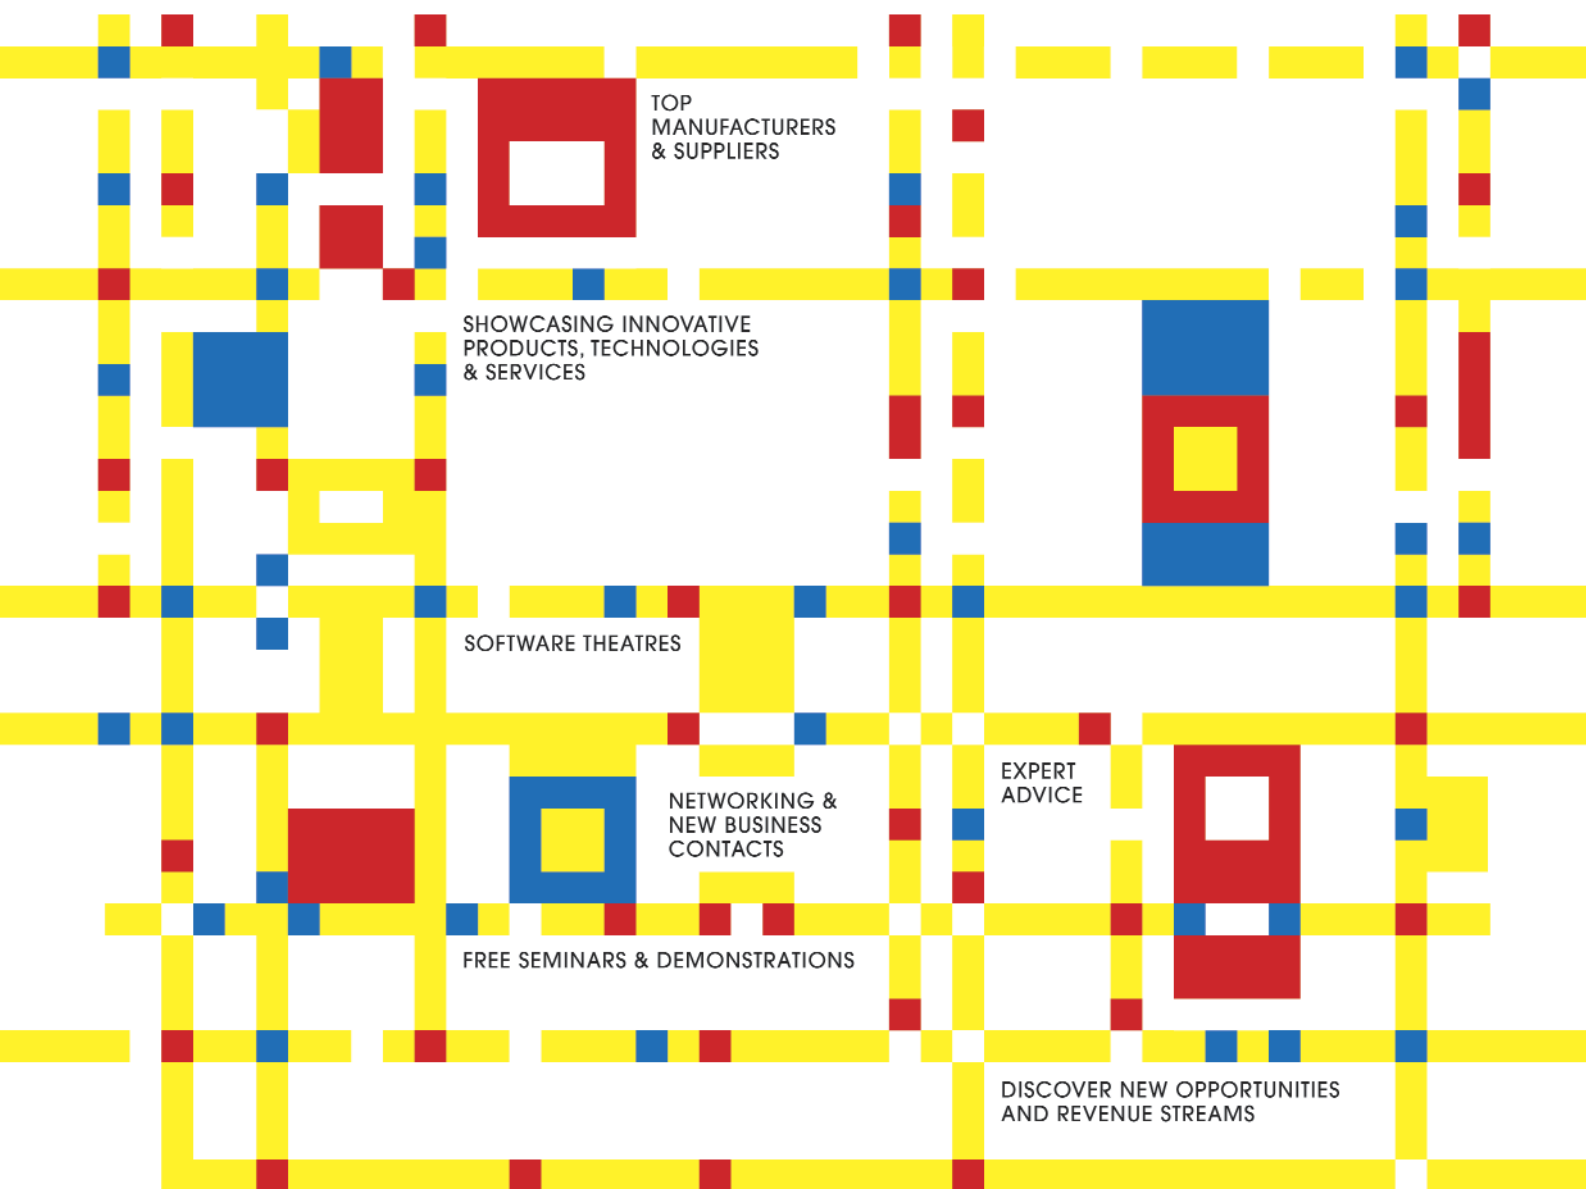 TOP
MANUFACTURERS
& SUPPLIERS
SHOWCASING INNOVATIVE
PRODUCTS, TECHNOLOGIES
& SERVICES
SOFTWARE THEATRES
EXPERT
ADVICE
NETWORKING &
NEW BUSINESS
CONTACTS
FREE SEMINARS & DEMONSTRATIONS
DISCOVER NEW OPPORTUNITIES
AND REVENUE STREAMS